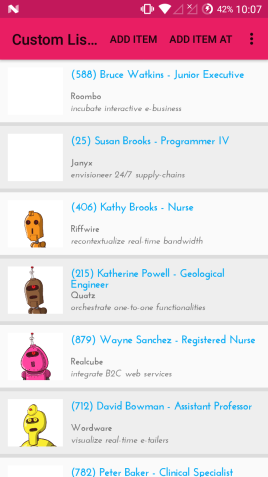 42% 10:07
Custom Lis... ADD ITEM ADD ITEM AT
(588) Bruce Watkins - Junior Executive
Roombo
incubate interactive e-business
(25) Susan Brooks - Programmer IV
Janyx
envisioneer 24/7 supply-chains
(406) Kathy Brooks - Nurse
Riffwire
recontextualize real-time bandwidth
(215) Katherine Powell - Geological
Engineer
Quatz
orchestrate one-to-one functionalities
(879) Wayne Sanchez - Registered Nurse
Realcube
integrate B2C web services
(712) David Bowman - Assistant Professor
Wordware
visualize real-time e-tailers
(782) Peter Baker - Clinical Specialist